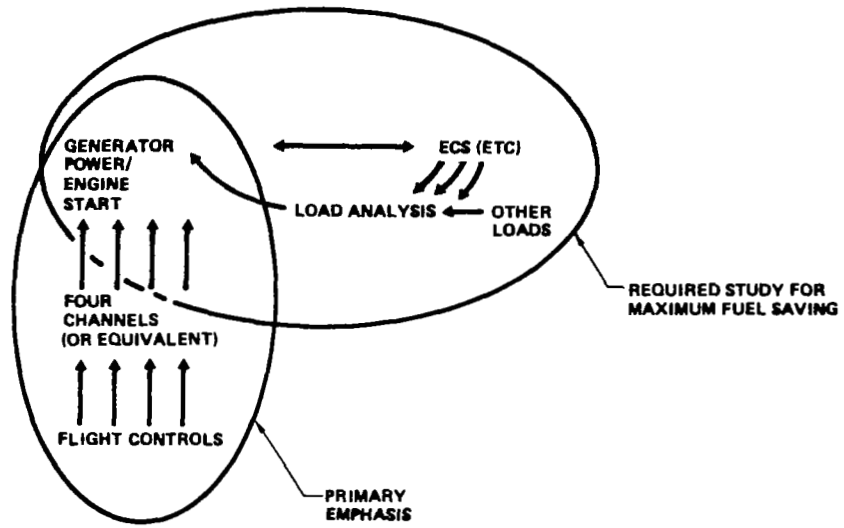 GENERATOR
POWER/
ENGINE
START
ECS (ETC)
LOAD ANALYSIS
OTHER
LOADS
REQUIRED STUDY FOR
MAXIMUM FUEL SAVING
FOUR
CHANNELS
(OR EQUIVALENT)
FLIGHT CONTROLS
PRIMARY
EMPHASIS